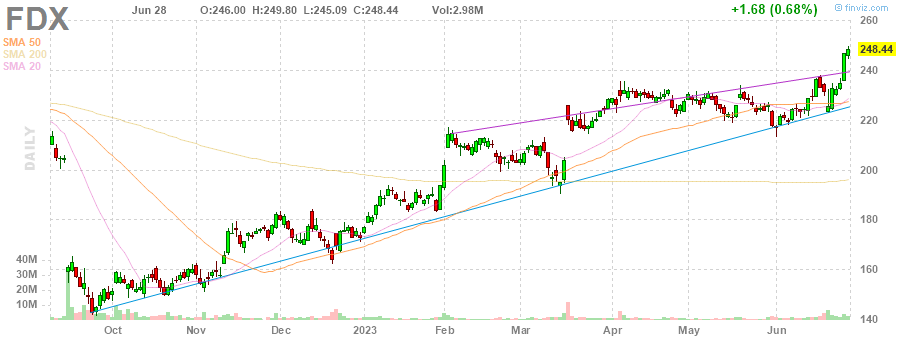 FDX Jun 28 O:246.00 H:249.80 L:245.09 C:248.44 Vol:2.98M +1.68 (0.68%) finviz.com
SMA 50
SMA 200
SMA 20
260
248.44
240
220
200
180
160
140
DAILY
40M
30M
20M
10M
Oct Nov Dec 2023 Feb Mar Apr May Jun